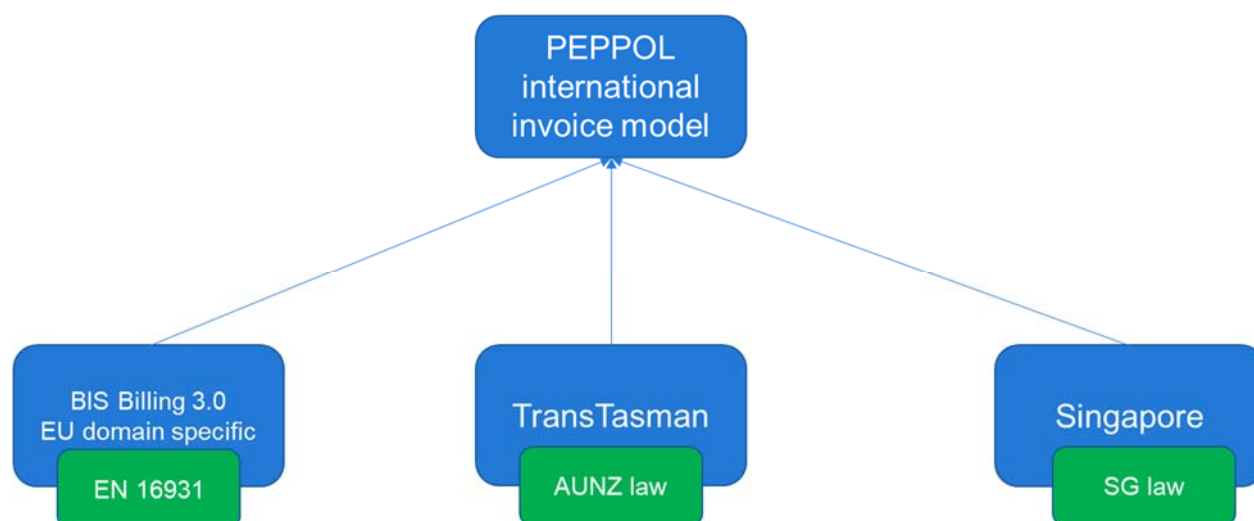 PEPPOL
international
invoice model
BIS Billing 3.0
EU domain specific
EN 16931
TransTasman
AUNZ law
Singapore
SG law